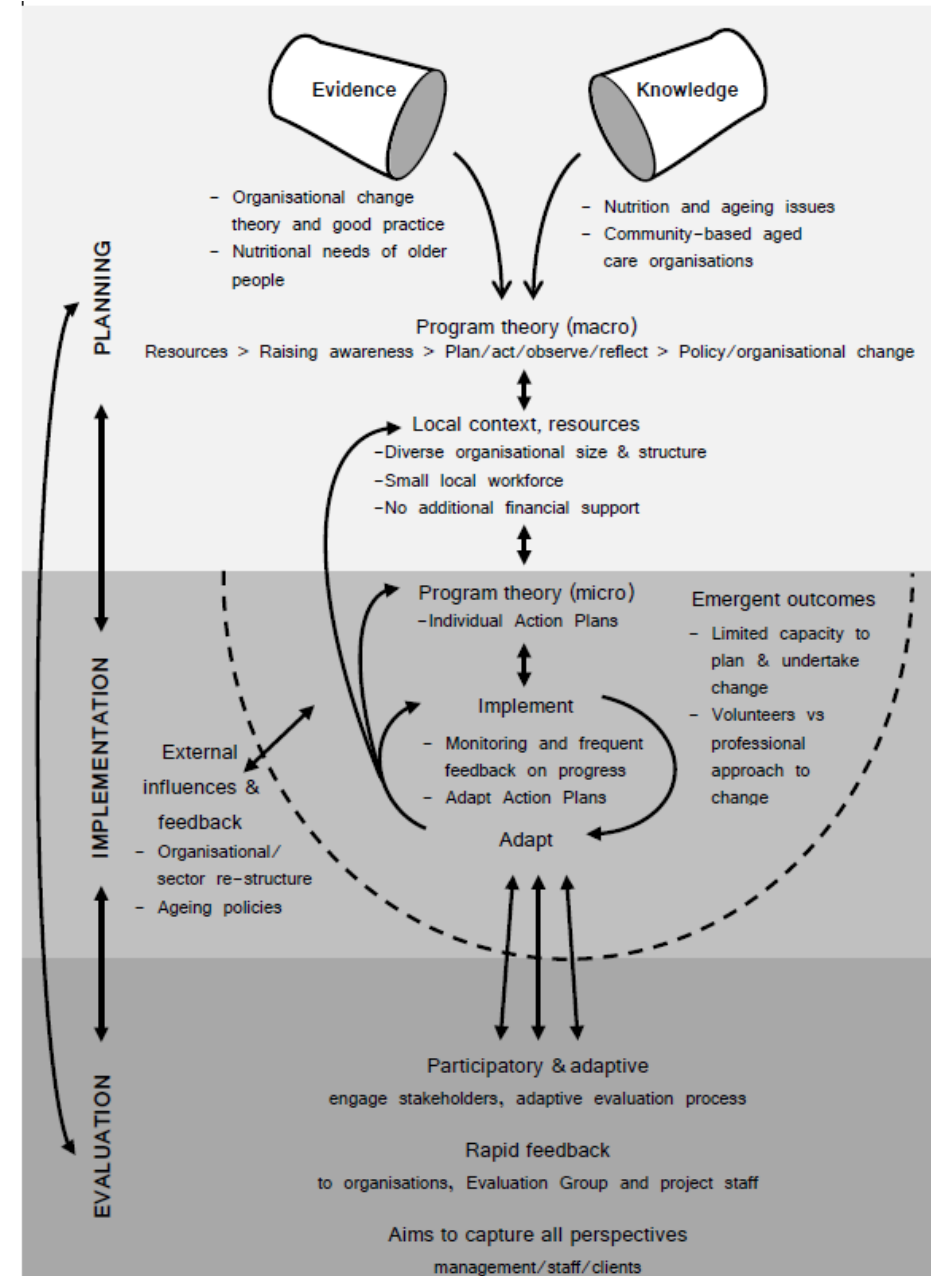 Evidence
Knowledge
– Organisational change
theory and good practice
– Nutritional needs of older
people
– Nutrition and ageing issues
– Community-based aged
care organisations
PLANNING
Program theory (macro)
Resources > Raising awareness > Plan/act/observe/reflect > Policy/organisational change
Local context, resources
-Diverse organisational size & structure
-Small local workforce
-No additional financial support
IMPLEMENTATION
Program theory (micro)
-Individual Action Plans
Implement
– Monitoring and frequent
feedback on progress
– Adapt Action Plans
Adapt
Emergent outcomes
– Limited capacity to
plan & undertake
change
– Volunteers vs
professional
approach to
change
External
influences &
feedback
– Organisational/
sector re-structure
– Ageing policies
EVALUATION
Participatory & adaptive
engage stakeholders, adaptive evaluation process
Rapid feedback
to organisations, Evaluation Group and project staff
Aims to capture all perspectives
management/staff/clients